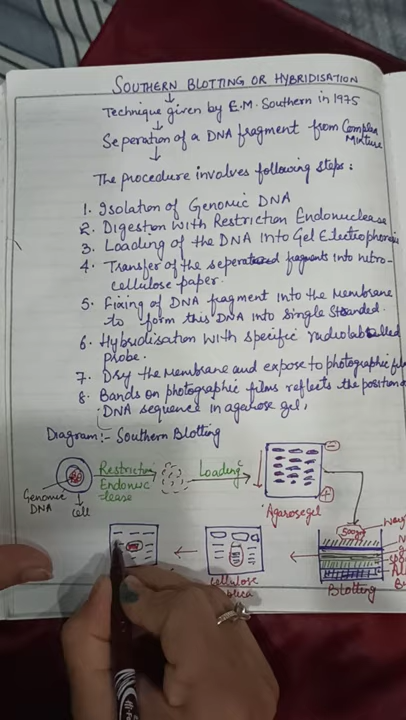 SOUTHERN BLOTTING OR HYBRIDISATION
Technique given by E.M. Southern in 1975
Seperation of a DNA fragment from Complex
Mixture
The procedure involves following steps:
1. Isolation of Genomic DNA
2. Digestion with Restriction Endonuclease
3. Loading of the DNA into Gel Electrophoresis
4. Transfer of the seperated fragments into nitro-
cellulose paper.
5. Fixing of DNA fragment into the Membrane
to form this DNA into Single Stranded.
6. Hybridisation with specific radiolabelled
probe.
7. Dry the Membrane and expose to photographic
8. Bands on photographic films reflects the position
DNA sequence in agarose gel.
Diagram:- Southern Blotting
Restriction
Endonuc
-lease
Loading
Genomic
DNA
cell
Agarose gel
500g
cellulose
Blotting